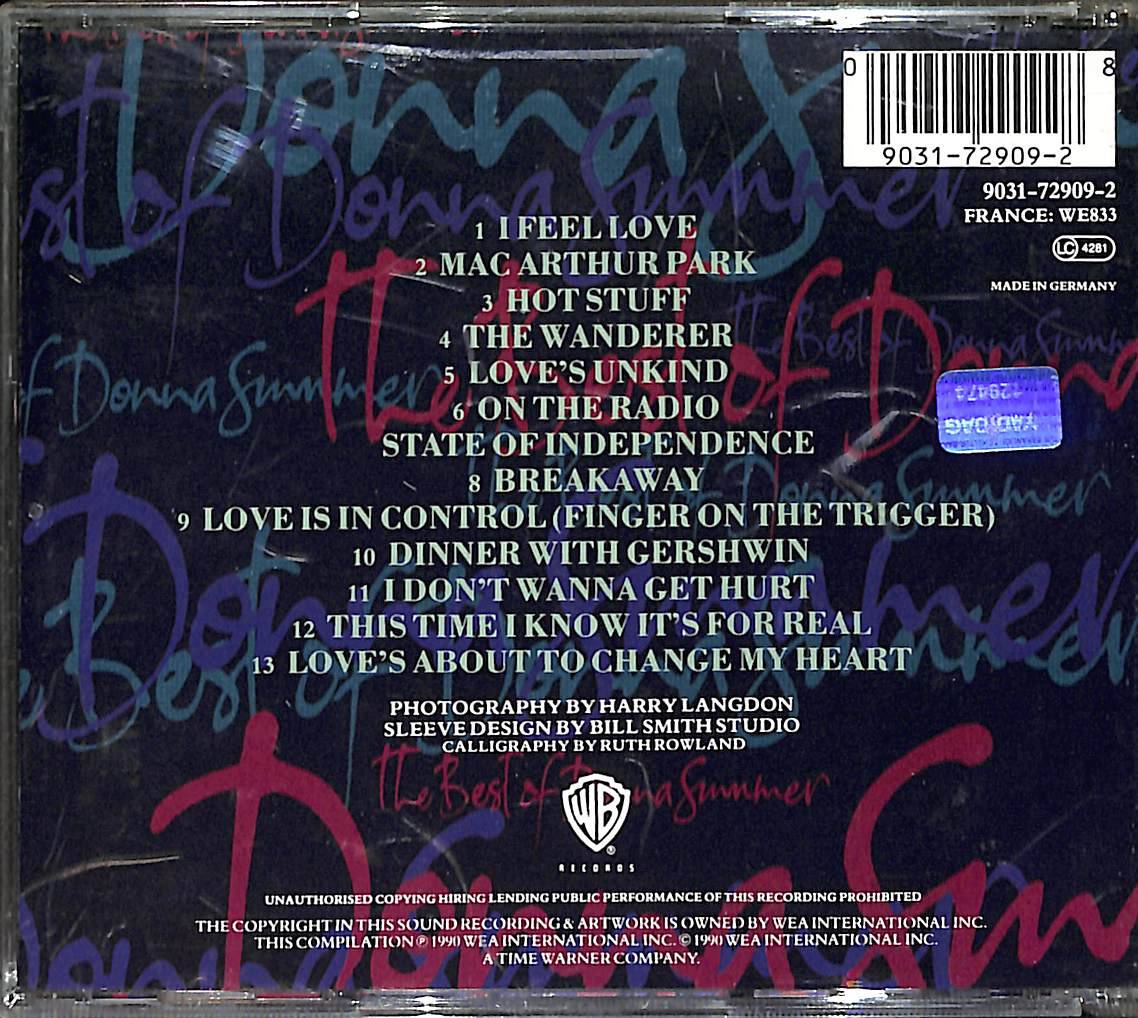 The Best of Donna Summer
0 8
9031-72909-2
9031-72909-2
FRANCE: WE833
LC 4281
MADE IN GERMANY
1 I FEEL LOVE
2 MAC ARTHUR PARK
3 HOT STUFF
4 THE WANDERER
5 LOVE'S UNKIND
6 ON THE RADIO
STATE OF INDEPENDENCE
8 BREAKAWAY
9 LOVE IS IN CONTROL (FINGER ON THE TRIGGER)
10 DINNER WITH GERSHWIN
11 I DON'T WANNA GET HURT
12 THIS TIME I KNOW IT'S FOR REAL
13 LOVE'S ABOUT TO CHANGE MY HEART
PHOTOGRAPHY BY HARRY LANGDON
SLEEVE DESIGN BY BILL SMITH STUDIO
CALLIGRAPHY BY RUTH ROWLAND
The Best of Donna Summer
WB
RECORDS
UNAUTHORISED COPYING HIRING LENDING PUBLIC PERFORMANCE OF THIS RECORDING PROHIBITED
THE COPYRIGHT IN THIS SOUND RECORDING & ARTWORK IS OWNED BY WEA INTERNATIONAL INC.
THIS COMPILATION ℗ 1990 WEA INTERNATIONAL INC. © 1990 WEA INTERNATIONAL INC.
A TIME WARNER COMPANY.